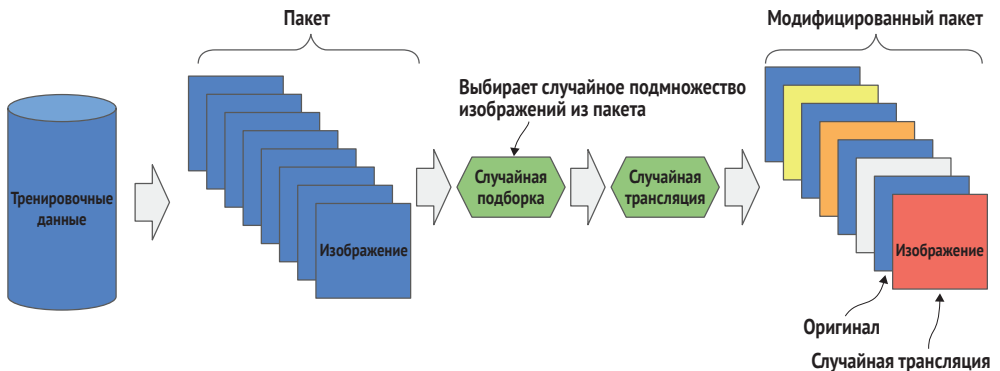 Пакет
Модифицированный пакет
Выбирает случайное подмножество
изображений из пакета
Тренировочные
данные
Случайная
подборка
Случайная
трансляция
Изображение
Изображение
Оригинал
Случайная трансляция